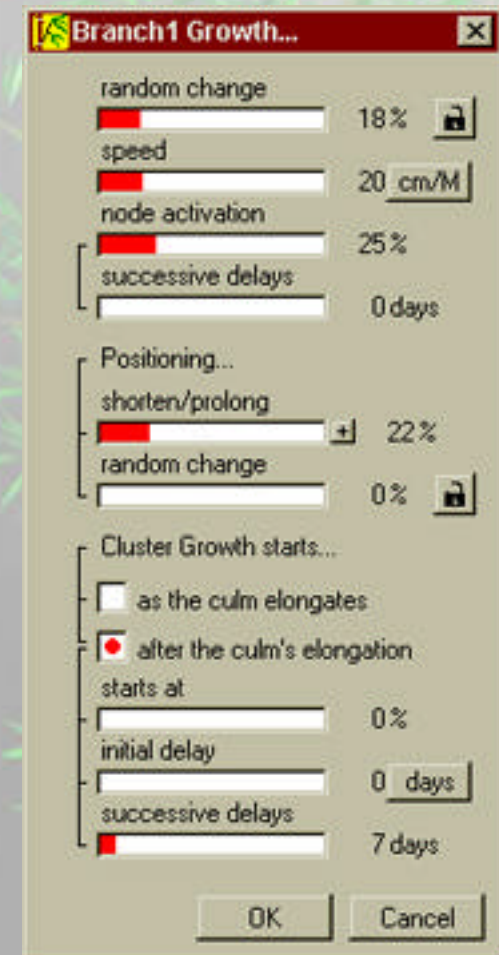 Branch1 Growth...
random change
18%
speed
20 cm/M
node activation
25%
successive delays
0 days
Positioning...
shorten/prolong
+ 22%
random change
0%
Cluster Growth starts...
as the culm elongates
after the culm's elongation
starts at
0%
initial delay
0 days
successive delays
7 days
OK Cancel